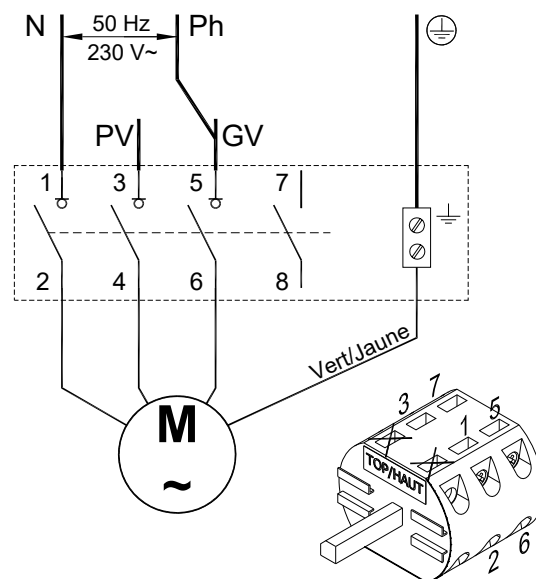 N 50 Hz Ph
230 V~
PV GV
1 3 5 7
2 4 6 8
Vert/Jaune
M
~
3 7
1 5
TOP/HAUT
2 6